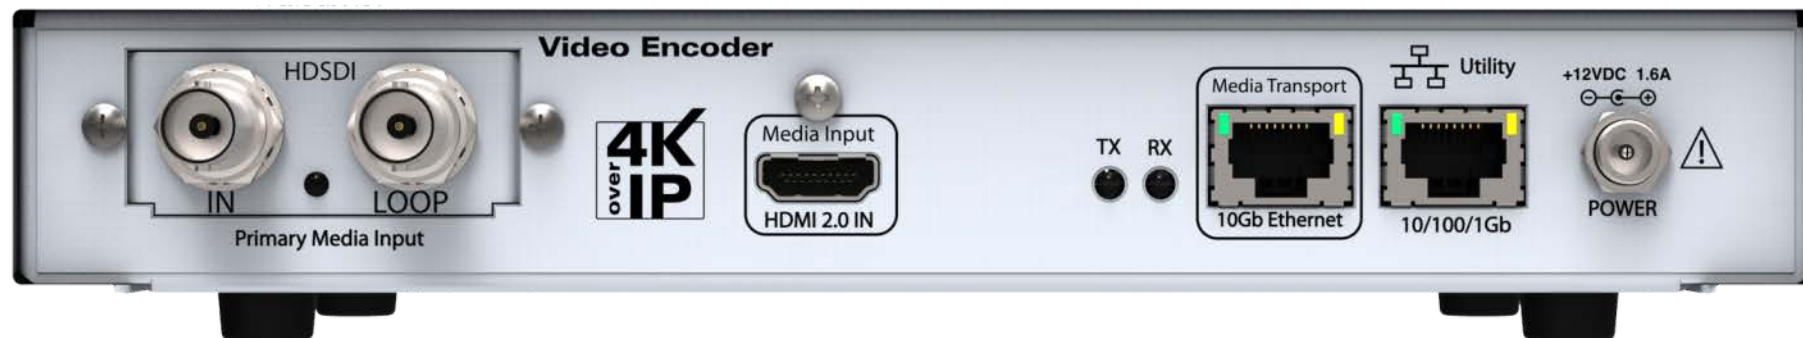 Video Encoder
HDSDI
IN
LOOP
Primary Media Input
over
4K
IP
Media Input
HDMI 2.0 IN
TX
RX
Media Transport
10Gb Ethernet
Utility
10/100/1Gb
+12VDC 1.6A
POWER